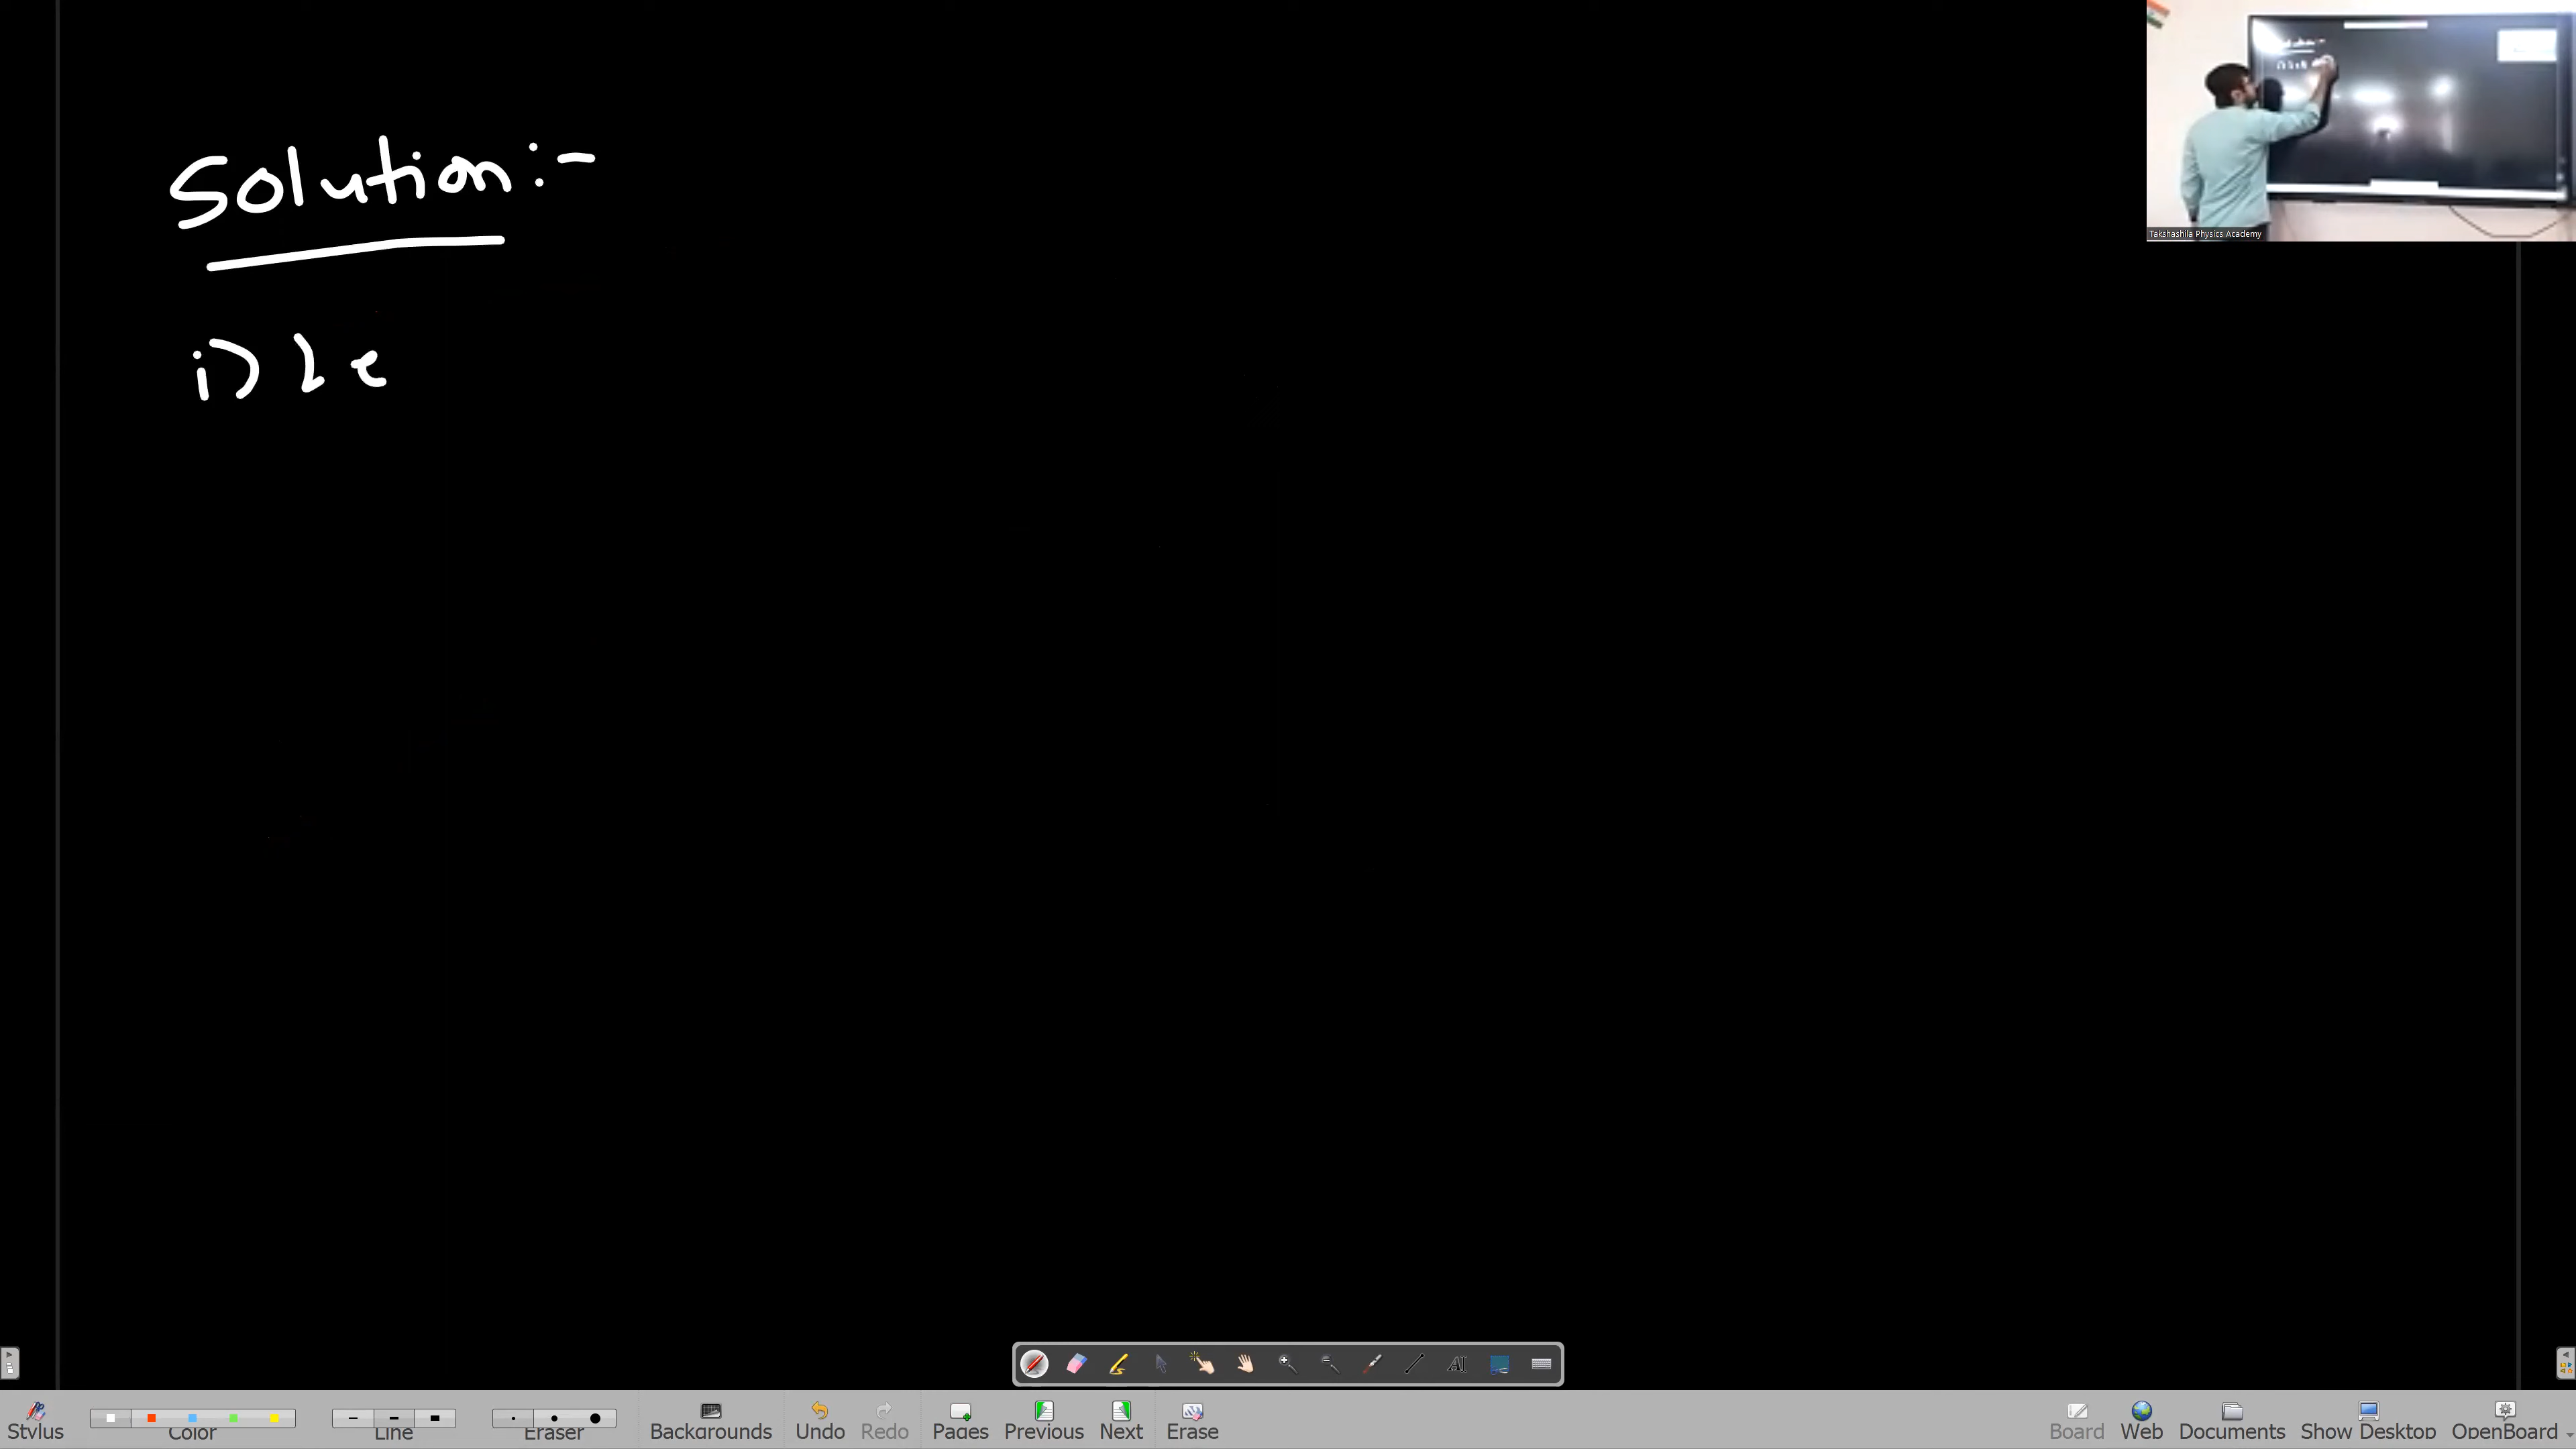 Takshashila Physics Academy
Solution:-
i) Le
Stylus
Color
Line
Eraser
Backgrounds
Undo
Redo
Pages
Previous
Next
Erase
Board
Web
Documents
Show Desktop
OpenBoard